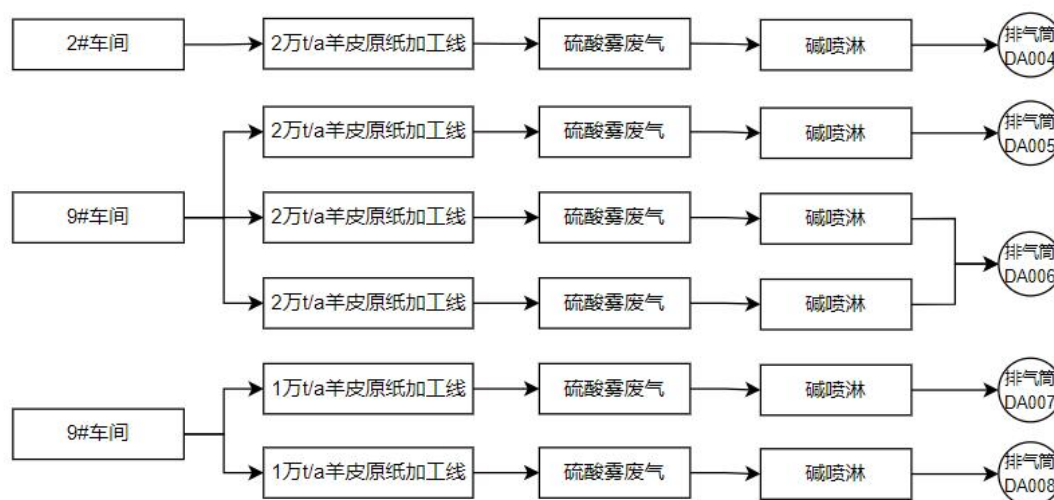 2#车间
2万t/a羊皮原纸加工线
硫酸雾废气
碱喷淋
排气筒
DA004
9#车间
2万t/a羊皮原纸加工线
硫酸雾废气
碱喷淋
排气筒
DA005
2万t/a羊皮原纸加工线
硫酸雾废气
碱喷淋
2万t/a羊皮原纸加工线
硫酸雾废气
碱喷淋
排气筒
DA006
9#车间
1万t/a羊皮原纸加工线
硫酸雾废气
碱喷淋
排气筒
DA007
1万t/a羊皮原纸加工线
硫酸雾废气
碱喷淋
排气筒
DA008